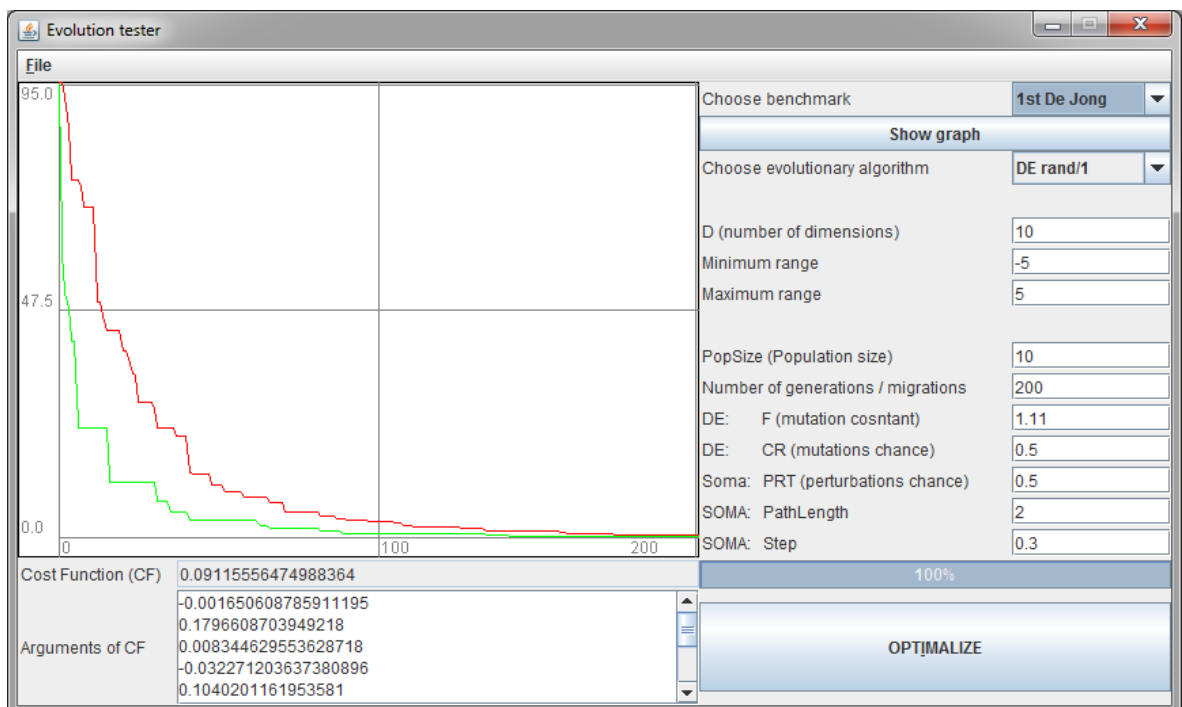 Evolution tester
File
95.0
47.5
0.0
0
100
200
Choose benchmark 1st De Jong
Show graph
Choose evolutionary algorithm DE rand/1
D (number of dimensions) 10
Minimum range -5
Maximum range 5
PopSize (Population size) 10
Number of generations / migrations 200
DE: F (mutation cosntant) 1.11
DE: CR (mutations chance) 0.5
Soma: PRT (perturbations chance) 0.5
SOMA: PathLength 2
SOMA: Step 0.3
Cost Function (CF) 0.09115556474988364
100%
Arguments of CF
-0.001650608785911195
0.1796608703949218
0.008344629553628718
-0.032271203637380896
0.1040201161953581
OPTIMALIZE